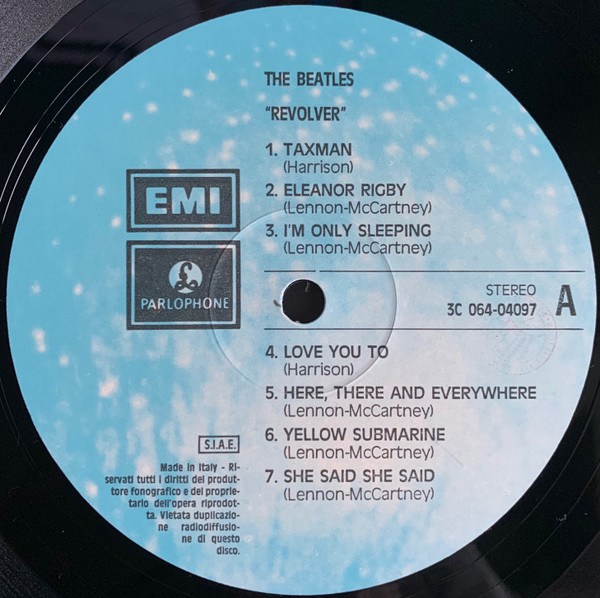 THE BEATLES
"REVOLVER"
1. TAXMAN
(Harrison)
2. ELEANOR RIGBY
(Lennon-McCartney)
3. I'M ONLY SLEEPING
(Lennon-McCartney)
EMI
PARLOPHONE
STEREO
3C 064-04097 A
4. LOVE YOU TO
(Harrison)
5. HERE, THERE AND EVERYWHERE
(Lennon-McCartney)
6. YELLOW SUBMARINE
(Lennon-McCartney)
7. SHE SAID SHE SAID
(Lennon-McCartney)
S.I.A.E.
Made in Italy - Ri-
servati tutti i diritti del produt-
tore fonografico e del proprie-
tario dell'opera riprodot-
ta. Vietata duplicazio-
ne radiodiffusio-
ne di questo
disco.